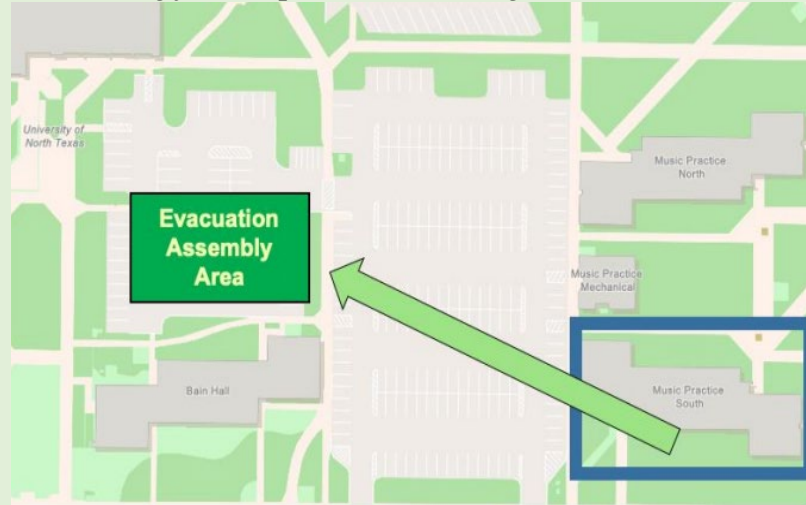 University of
North Texas
Evacuation
Assembly
Area
Music Practice
North
Music Practice
Mechanical
Bain Hall
Music Practice
South